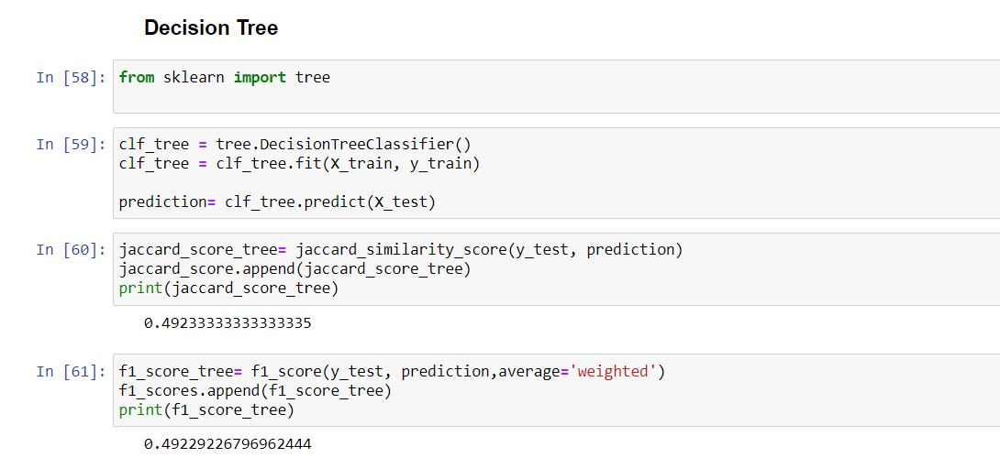 Decision Tree
In [58]: from sklearn import tree
In [59]: clf_tree = tree.DecisionTreeClassifier()
clf_tree = clf_tree.fit(X_train, y_train)
prediction= clf_tree.predict(X_test)
In [60]: jaccard_score_tree= jaccard_similarity_score(y_test, prediction)
jaccard_score.append(jaccard_score_tree)
print(jaccard_score_tree)
0.49233333333333335
In [61]: f1_score_tree= f1_score(y_test, prediction,average='weighted')
f1_scores.append(f1_score_tree)
print(f1_score_tree)
0.49229226796962444